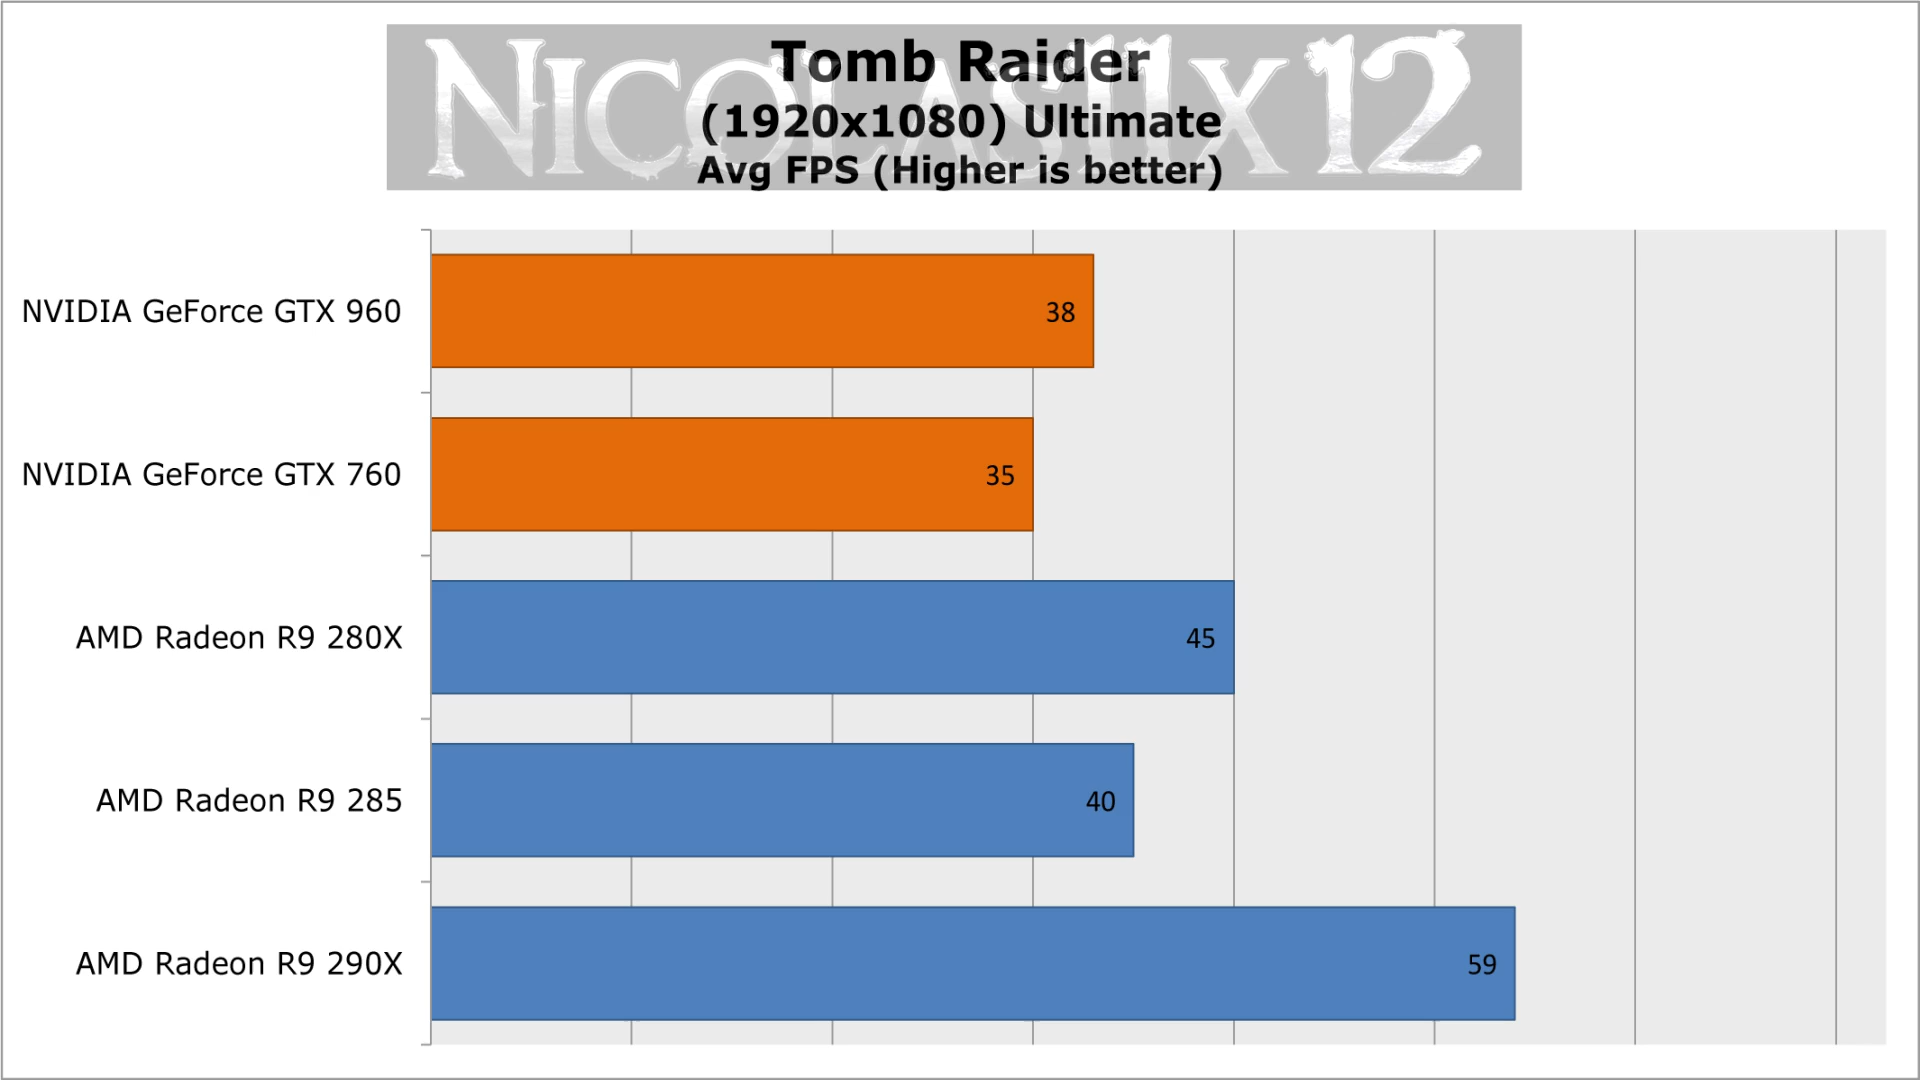 Nicolas11x12
Tomb Raider
(1920x1080) Ultimate
Avg FPS (Higher is better)
NVIDIA GeForce GTX 960
38
NVIDIA GeForce GTX 760
35
AMD Radeon R9 280X
45
AMD Radeon R9 285
40
AMD Radeon R9 290X
59